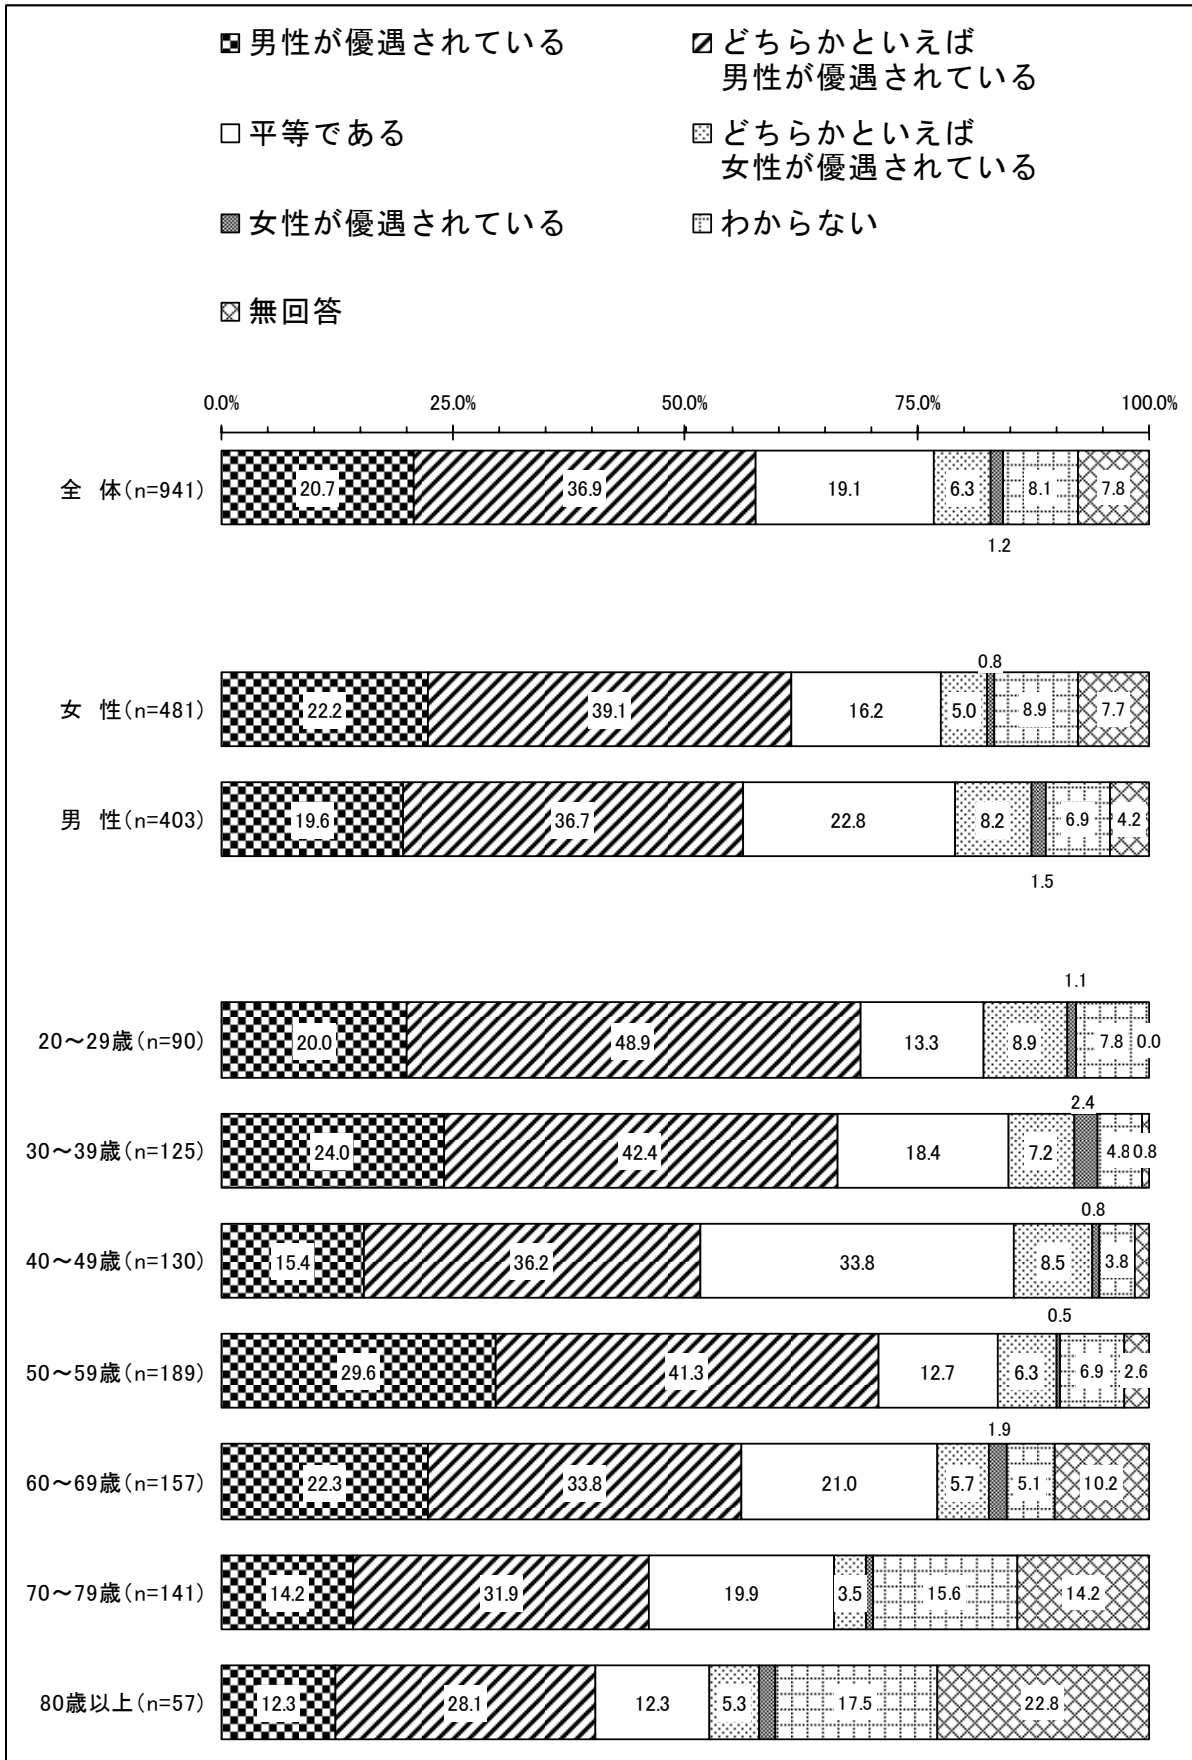 男性が優遇されている
どちらかといえば
男性が優遇されている
平等である
どちらかといえば
女性が優遇されている
女性が優遇されている
わからない
無回答
0.0% 25.0% 50.0% 75.0% 100.0%
全 体(n=941) 20.7 36.9 19.1 6.3 8.1 7.8
1.2
0.8
女 性(n=481) 22.2 39.1 16.2 5.0 8.9 7.7
男 性(n=403) 19.6 36.7 22.8 8.2 6.9 4.2
1.5
1.1
20～29歳(n=90) 20.0 48.9 13.3 8.9 7.8 0.0
2.4
30～39歳(n=125) 24.0 42.4 18.4 7.2 4.8 0.8
0.8
40～49歳(n=130) 15.4 36.2 33.8 8.5 3.8
0.5
50～59歳(n=189) 29.6 41.3 12.7 6.3 6.9 2.6
1.9
60～69歳(n=157) 22.3 33.8 21.0 5.7 5.1 10.2
70～79歳(n=141) 14.2 31.9 19.9 3.5 15.6 14.2
80歳以上(n=57) 12.3 28.1 12.3 5.3 17.5 22.8